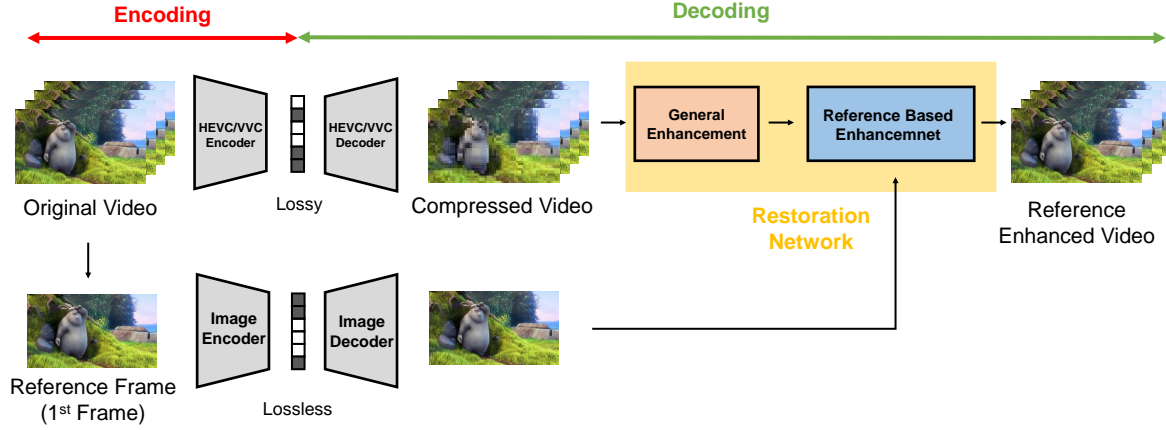 Encoding
Decoding
HEVC/VVC
Encoder
HEVC/VVC
Decoder
General
Enhancement
Reference Based
Enhancemnet
Original Video
Lossy
Compressed Video
Restoration
Network
Reference
Enhanced Video
Image
Encoder
Image
Decoder
Reference Frame
(1st Frame)
Lossless